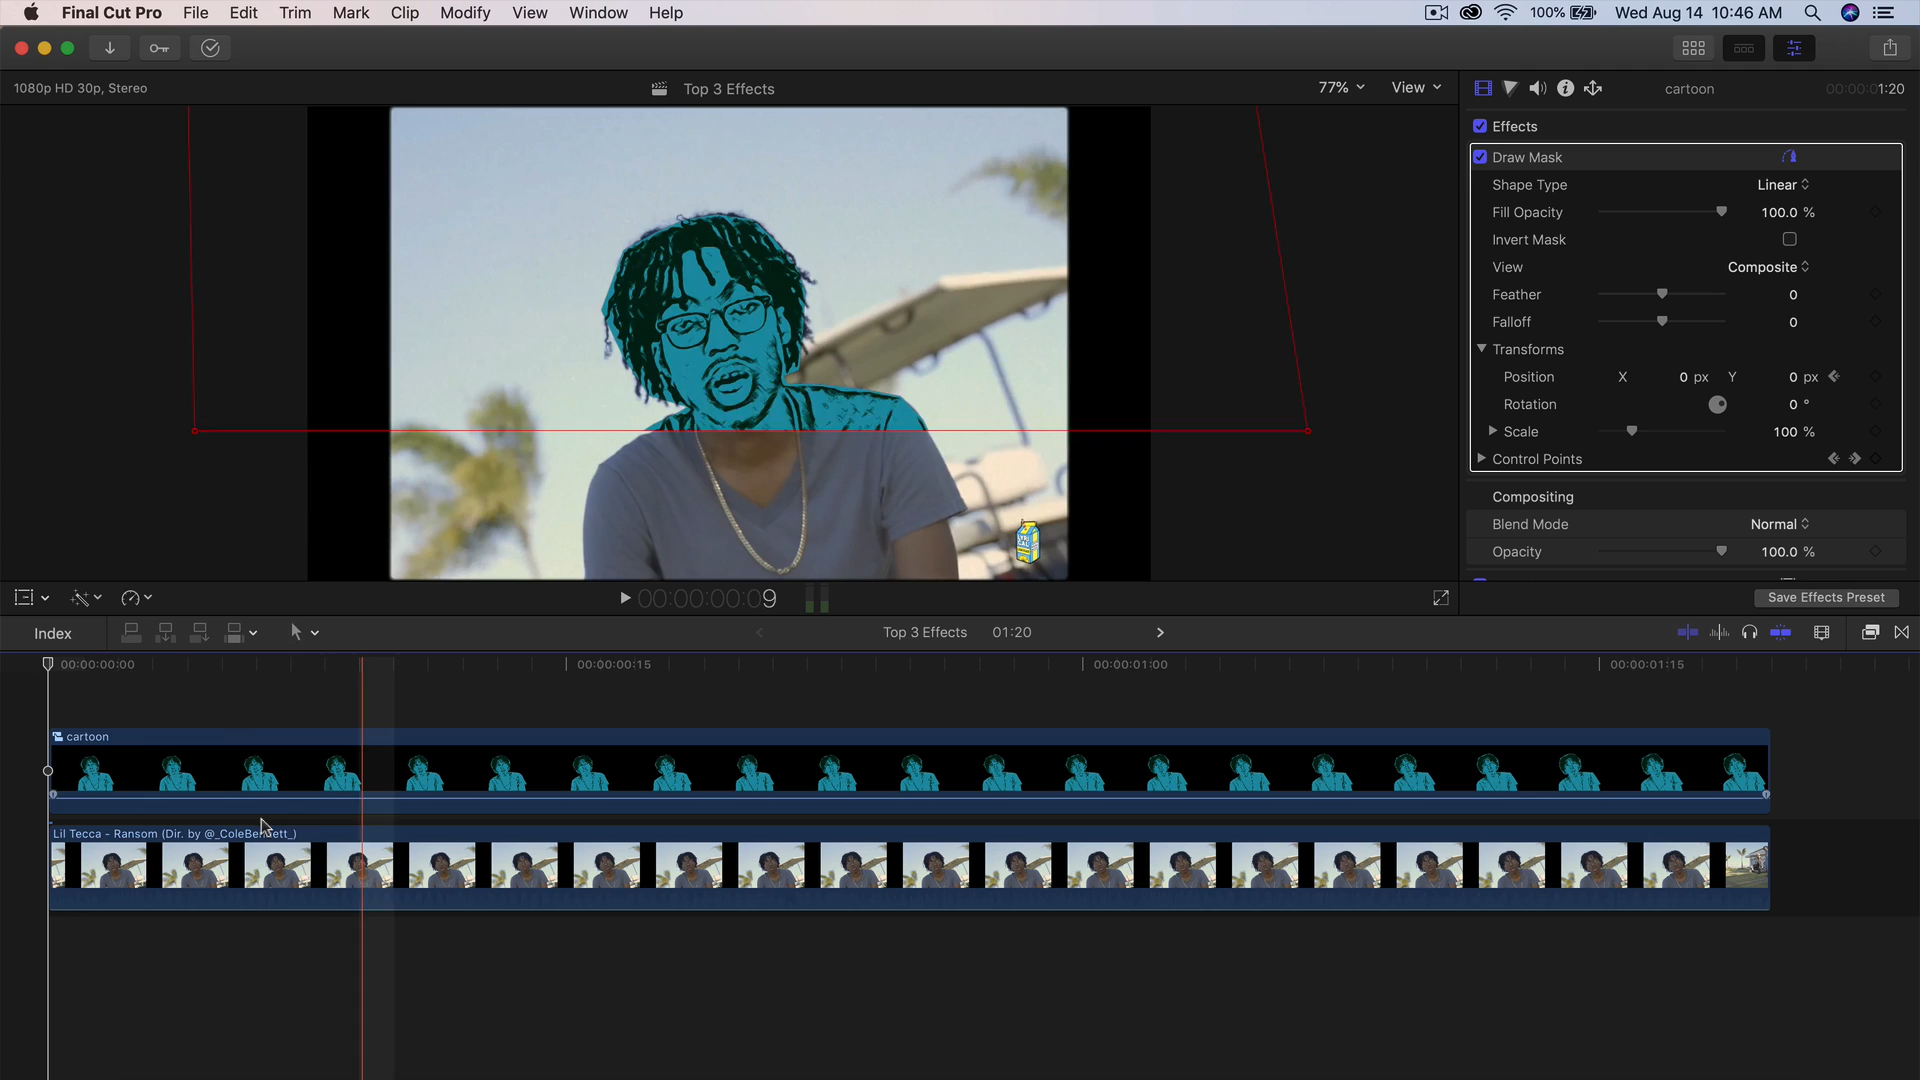 Final Cut Pro File Edit Trim Mark Clip Modify View Window Help 100% Wed Aug 14 10:46 AM
1080p HD 30p, Stereo Top 3 Effects 77% View cartoon 00:00:01:20
Effects
Draw Mask
Shape Type Linear
Fill Opacity 100.0 %
Invert Mask
View Composite
Feather 0
Falloff 0
Transforms
Position X 0 px Y 0 px
Rotation 0 °
Scale 100 %
Control Points
Compositing
Blend Mode Normal
Opacity 100.0 %
00:00:00:09 Save Effects Preset
Index Top 3 Effects 01:20
00:00:00:00 00:00:00:15 00:00:01:00 00:00:01:15
cartoon
Lil Tecca - Ransom (Dir. by @_ColeBennett_)